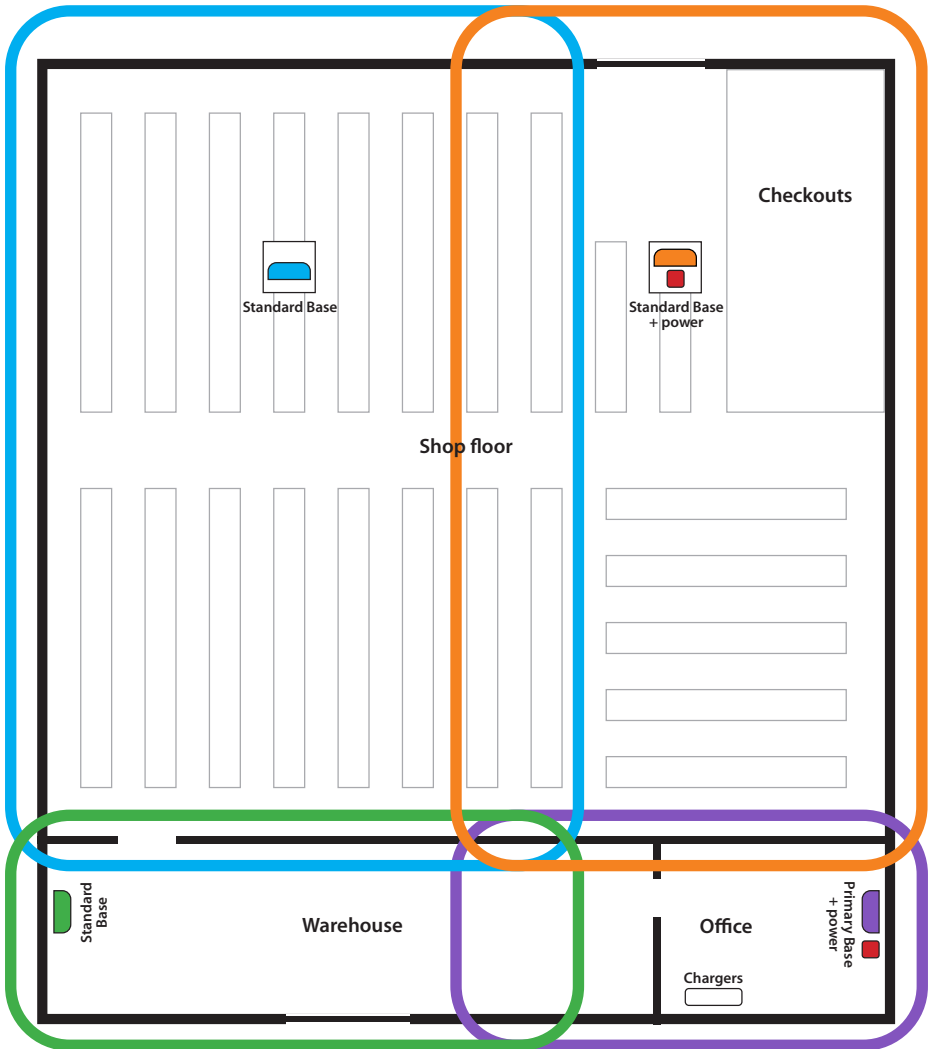 Checkouts
Standard Base
Standard Base
+ power
Shop floor
Standard
Base
Warehouse
Office
Primary Base
+ power
Chargers